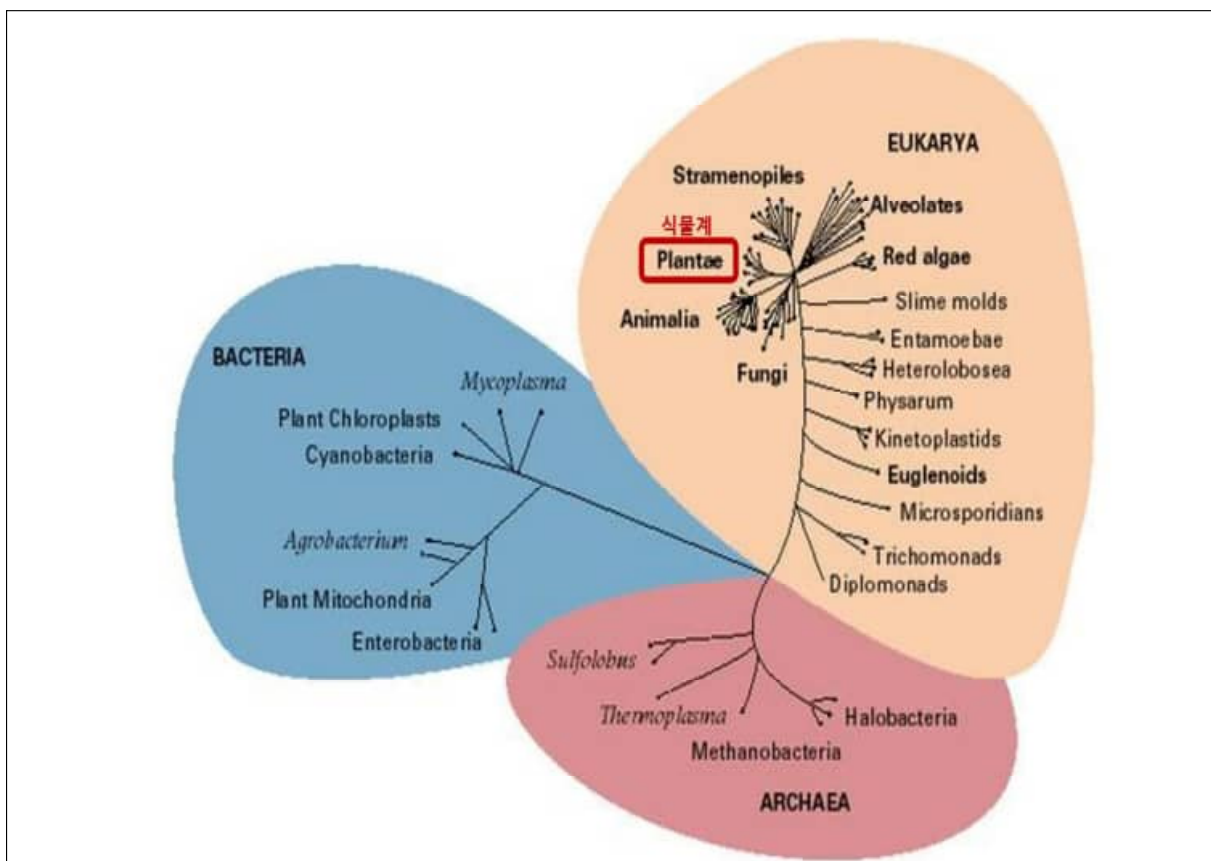 EUKARYA
Stramenopiles
Alveolates
식물계
Plantae
Red algae
Slime molds
Animalia
Entamoebae
BACTERIA
Heterolobosea
Fungi
Mycoplasma
Physarum
Plant Chloroplasts
Kinetoplastids
Cyanobacteria
Euglenoids
Microsporidians
Agrobacterium
Trichomonads
Diplomonads
Plant Mitochondria
Enterobacteria
Sulfolobus
Thermoplasma
Halobacteria
Methanobacteria
ARCHAEA